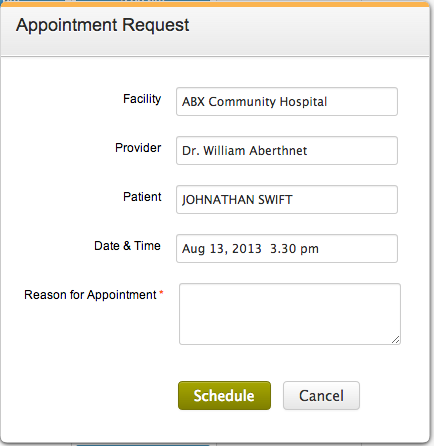 Appointment Request
Facility ABX Community Hospital
Provider Dr. William Aberthnet
Patient JOHNATHAN SWIFT
Date & Time Aug 13, 2013 3.30 pm
Reason for Appointment *
Schedule Cancel